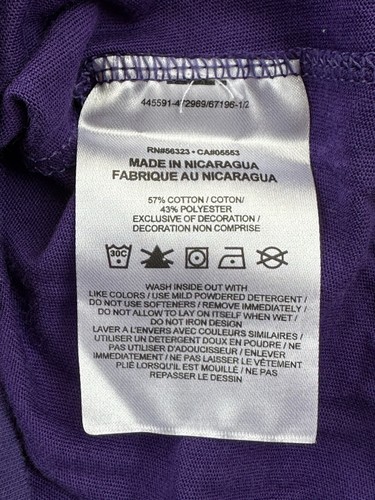 445591-472969/67196-1/2
RN#56323 • CA#05553
MADE IN NICARAGUA
FABRIQUE AU NICARAGUA
57% COTTON / COTON/
43% POLYESTER
EXCLUSIVE OF DECORATION /
DECORATION NON COMPRISE
30C
WASH INSIDE OUT WITH
LIKE COLORS / USE MILD POWDERED DETERGENT /
DO NOT USE SOFTENERS / REMOVE IMMEDIATELY /
DO NOT ALLOW TO LAY ON ITSELF WHEN WET /
DO NOT IRON DESIGN
LAVER A L'ENVERS AVEC COULEURS SIMILAIRES /
UTILISER UN DETERGENT DOUX EN POUDRE / NE
PAS UTILISER D'ADOUCISSEUR / ENLEVER
IMMEDIATEMENT / NE PAS LAISSER LE VÊTEMENT
PLIÉ LORSQU'IL EST MOUILLÉ / NE PAS
REPASSER LE DESSIN